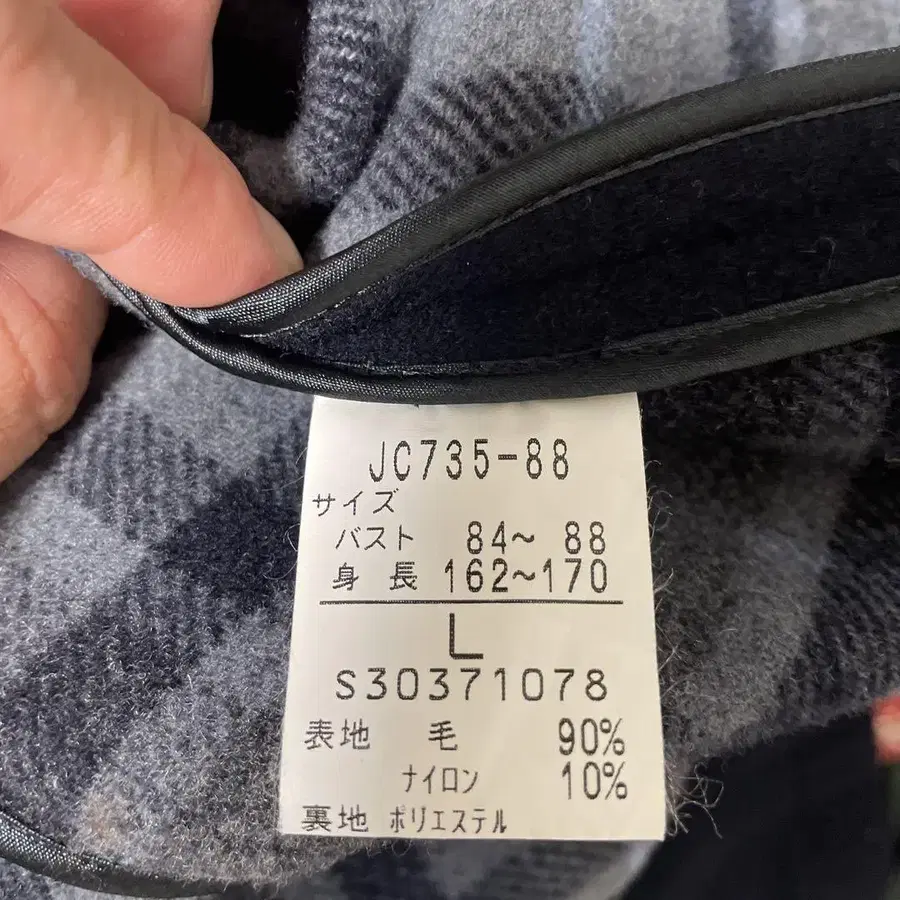 JC735-88
サイズ
バスト 84~ 88
身長 162~170
L
S30371078
表地 毛 90%
ナイロン 10%
裏地 ポリエステル